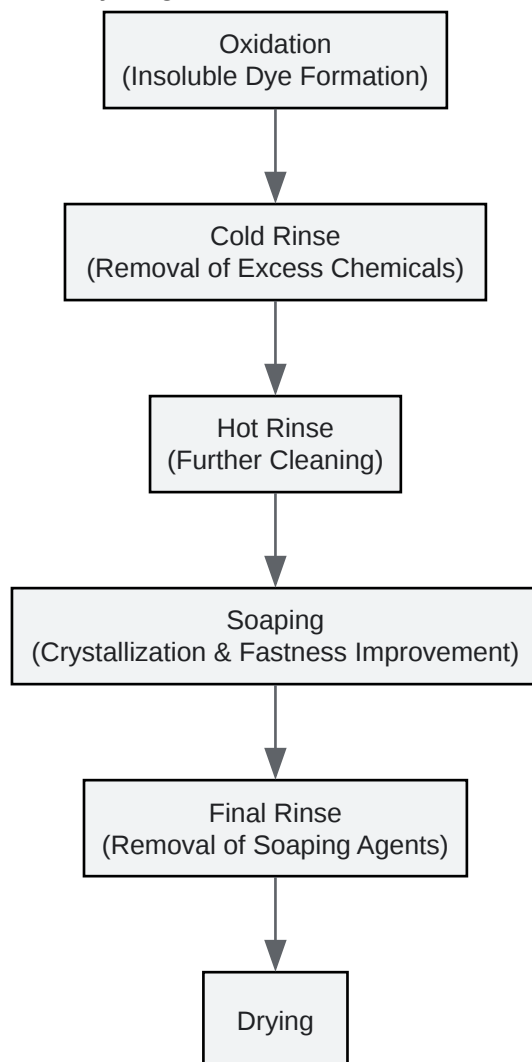 Oxidation
(Insoluble Dye Formation)
Cold Rinse
(Removal of Excess Chemicals)
Hot Rinse
(Further Cleaning)
Soaping
(Crystallization & Fastness Improvement)
Final Rinse
(Removal of Soaping Agents)
Drying